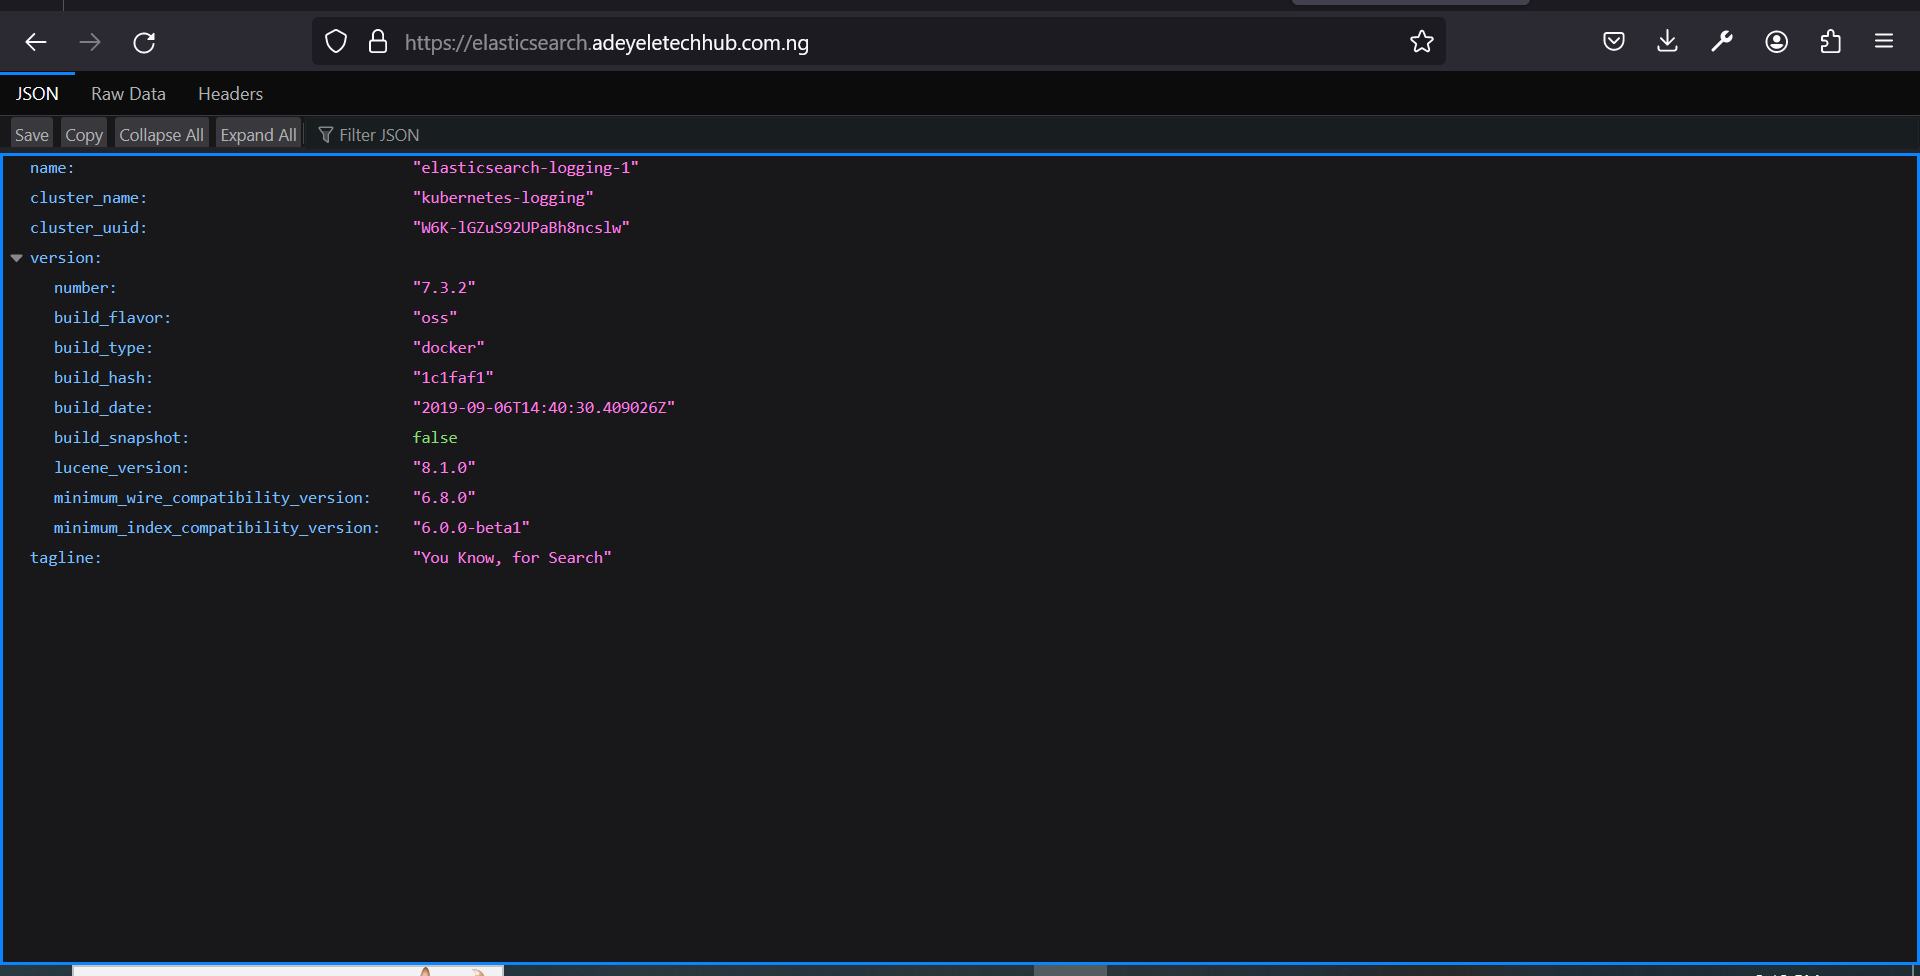 https://elasticsearch.adeyeletechhub.com.ng
JSON Raw Data Headers
Save Copy Collapse All Expand All Filter JSON
name: "elasticsearch-logging-1"
cluster_name: "kubernetes-logging"
cluster_uuid: "W6K-lGZuS92UPaBh8ncslw"
version:
number: "7.3.2"
build_flavor: "oss"
build_type: "docker"
build_hash: "1c1faf1"
build_date: "2019-09-06T14:40:30.409026Z"
build_snapshot: false
lucene_version: "8.1.0"
minimum_wire_compatibility_version: "6.8.0"
minimum_index_compatibility_version: "6.0.0-beta1"
tagline: "You Know, for Search"